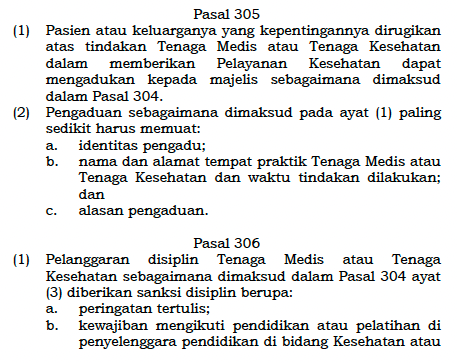 Pasal 305
(1) Pasien atau keluarganya yang kepentingannya dirugikan
atas tindakan Tenaga Medis atau Tenaga Kesehatan
dalam memberikan Pelayanan Kesehatan dapat
mengadukan kepada majelis sebagaimana dimaksud
dalam Pasal 304.
(2) Pengaduan sebagaimana dimaksud pada ayat (1) paling
sedikit harus memuat:
a. identitas pengadu;
b. nama dan alamat tempat praktik Tenaga Medis atau
Tenaga Kesehatan dan waktu tindakan dilakukan;
dan
c. alasan pengaduan.
Pasal 306
(1) Pelanggaran disiplin Tenaga Medis atau Tenaga
Kesehatan sebagaimana dimaksud dalam Pasal 304 ayat
(3) diberikan sanksi disiplin berupa:
a. peringatan tertulis;
b. kewajiban mengikuti pendidikan atau pelatihan di
penyelenggara pendidikan di bidang Kesehatan atau